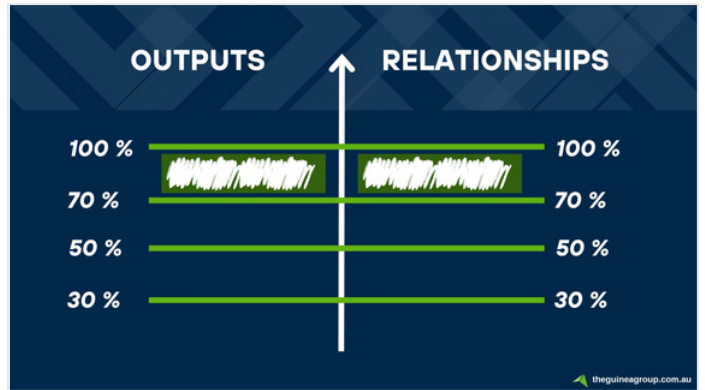 OUTPUTS RELATIONSHIPS
100 % 100 %
70 % 70 %
50 % 50 %
30 % 30 %
theguineagroup.com.au